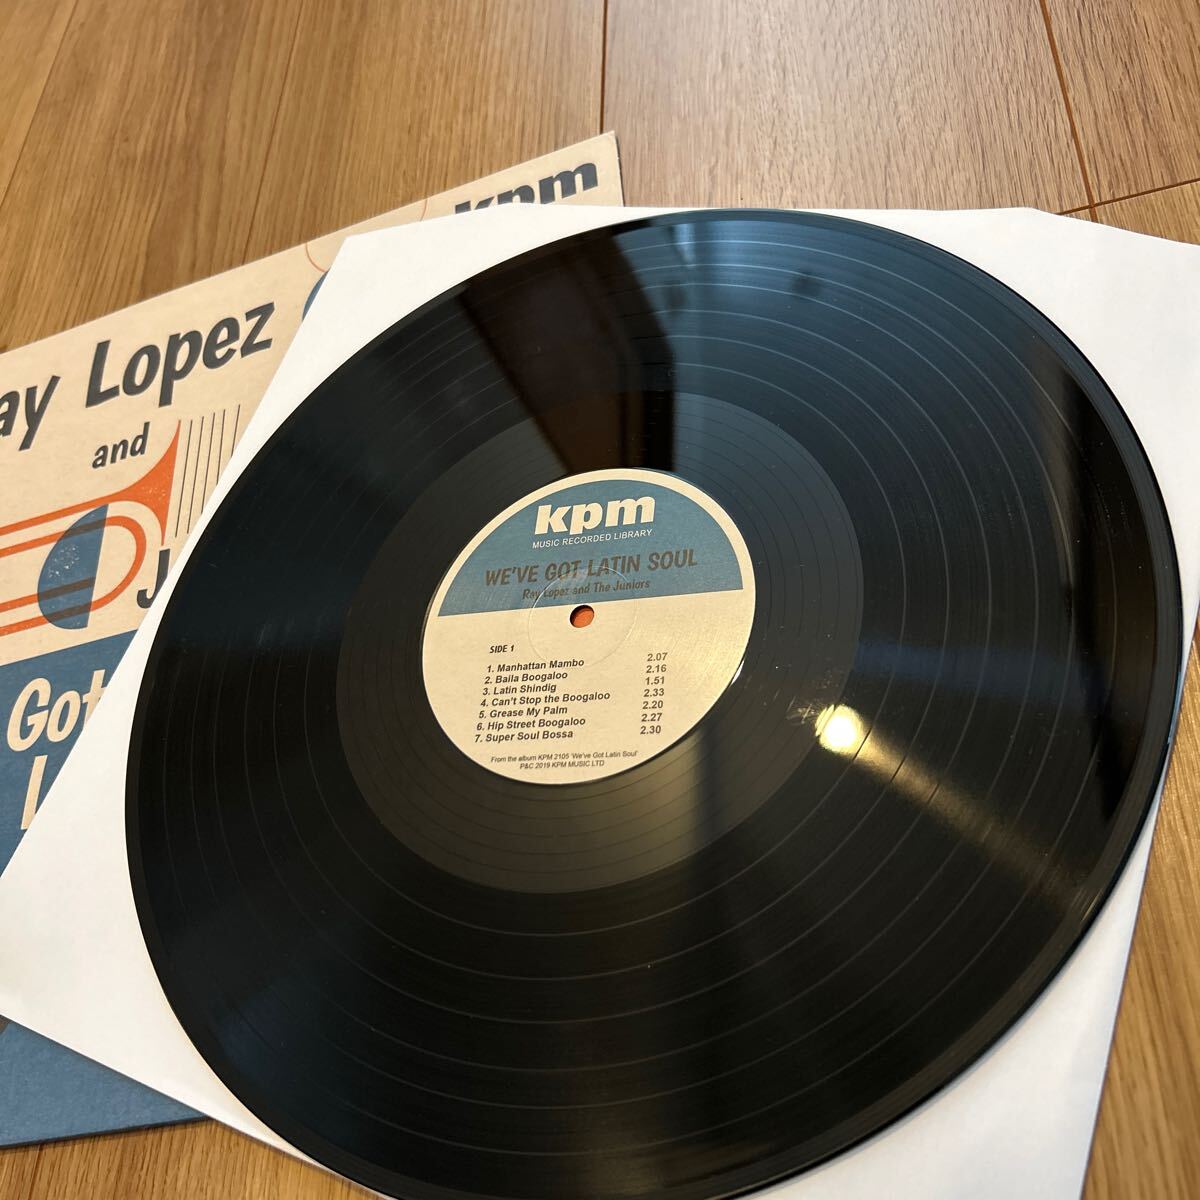 kpm
Lopez
and
Got
kpm
MUSIC RECORDED LIBRARY
WE'VE GOT LATIN SOUL
Ray Lopez and The Juniors
SIDE 1
1. Manhattan Mambo 2.07
2. Baila Boogaloo 2.16
3. Latin Shindig 1.51
4. Can't Stop the Boogaloo 2.33
5. Grease My Palm 2.20
6. Hip Street Boogaloo 2.27
7. Super Soul Bossa 2.30
From the album KPM 2105 'We've Got Latin Soul'
P&C 2019 KPM MUSIC LTD